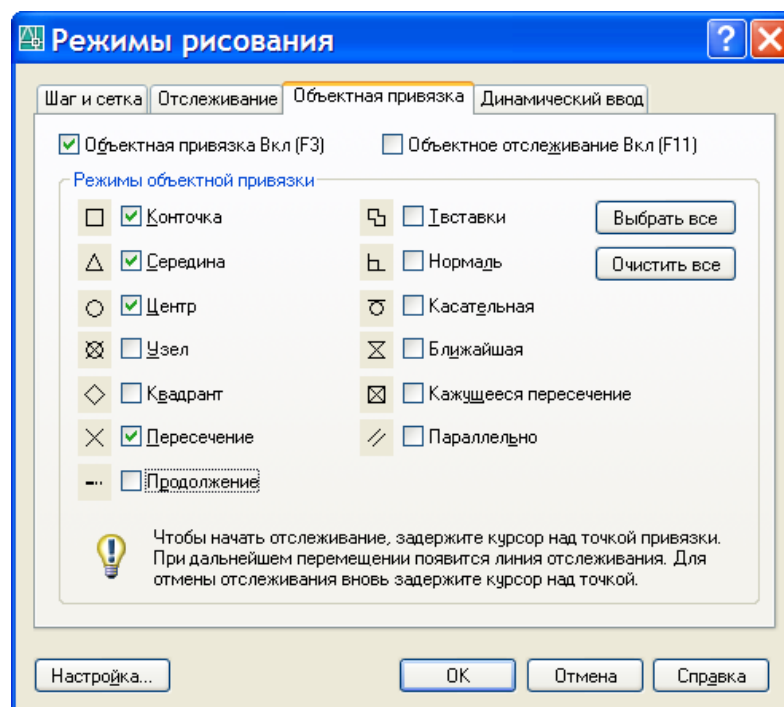 Режимы рисования
Шаг и сетка Отслеживание Объектная привязка Динамический ввод
Объектная привязка Вкл (F3) Объектное отслеживание Вкл (F11)
Режимы объектной привязки
Конточка Твставки Выбрать все
Середина Нормаль Очистить все
Центр Касательная
Узел Ближайшая
Квадрант Кажущееся пересечение
Пересечение Параллельно
Продолжение
Чтобы начать отслеживание, задержите курсор над точкой привязки.
При дальнейшем перемещении появится линия отслеживания. Для
отмены отслеживания вновь задержите курсор над точкой.
Настройка... ОК Отмена Справка